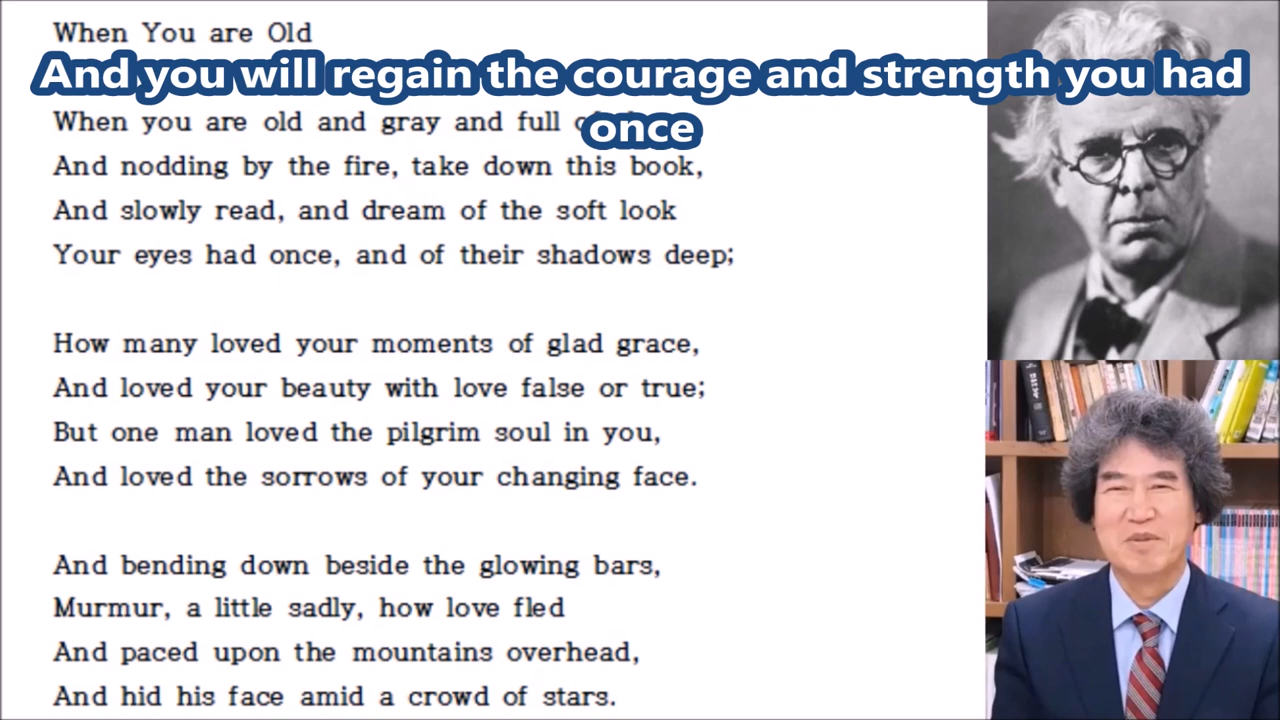 When You are Old
And you will regain the courage and strength you had
once
When you are old and gray and full
And nodding by the fire, take down this book,
And slowly read, and dream of the soft look
Your eyes had once, and of their shadows deep;
How many loved your moments of glad grace,
And loved your beauty with love false or true;
But one man loved the pilgrim soul in you,
And loved the sorrows of your changing face.
And bending down beside the glowing bars,
Murmur, a little sadly, how love fled
And paced upon the mountains overhead,
And hid his face amid a crowd of stars.